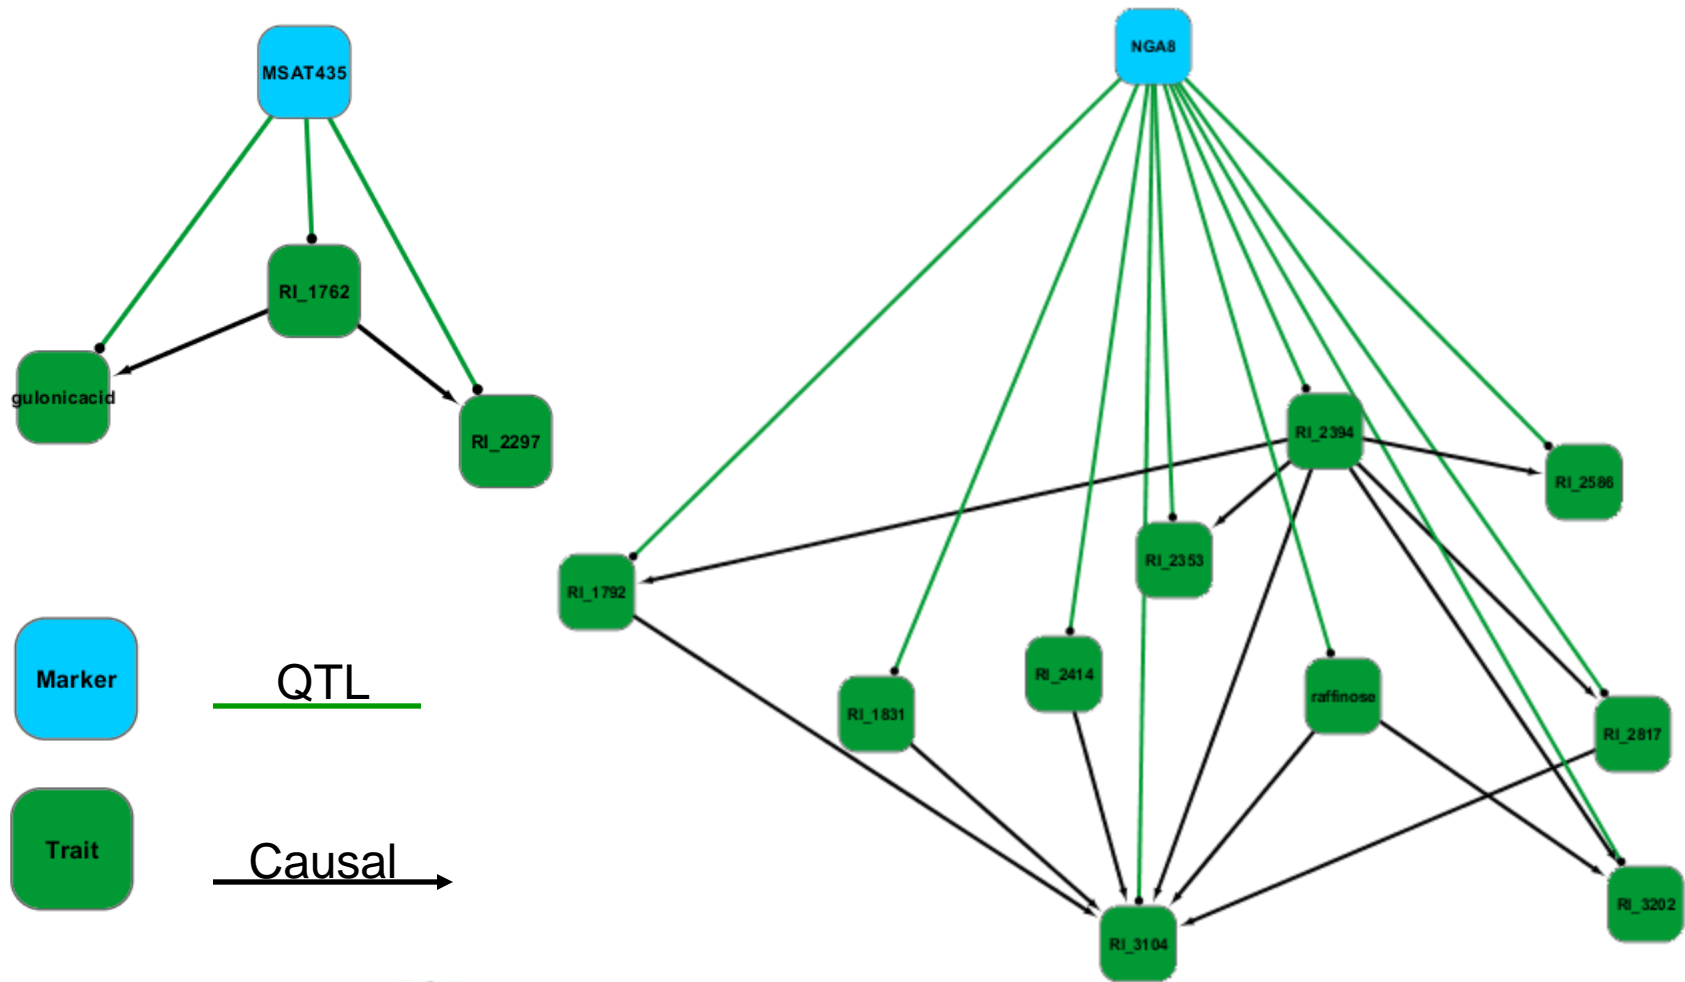 MSAT435
NGA8
RI_1762
gulonicacid
RI_2297
RI_2394
RI_2586
RI_2353
RI_1792
RI_2414
RI_1831
raffinose
RI_2817
RI_3202
RI_3104
Marker
QTL
Trait
Causal